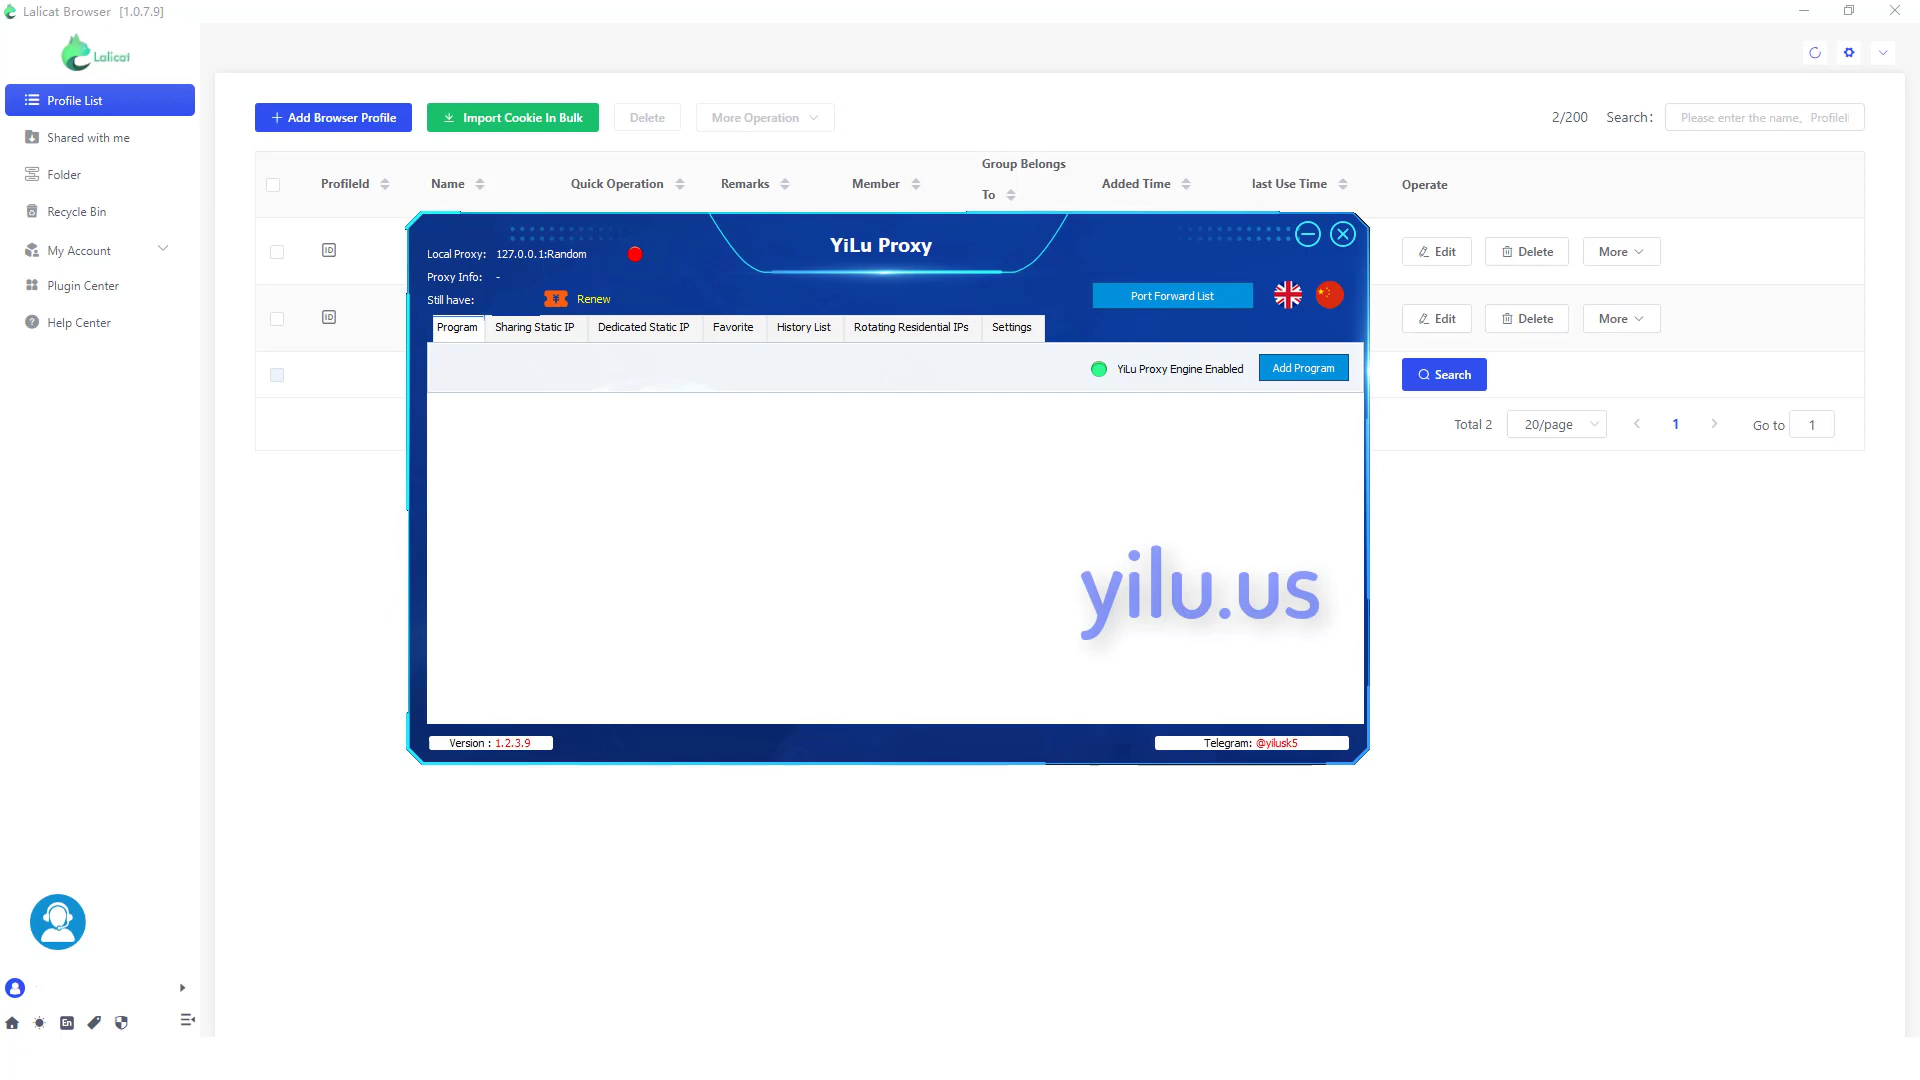 Lalicat Browser [1.0.7.9]
Lalicat
Profile List
Shared with me
Folder
Recycle Bin
My Account
Plugin Center
Help Center
En
Add Browser Profile
Import Cookie In Bulk
Delete
More Operation
2/200
Search:
Please enter the name, ProfileI
ProfileId
Name
Quick Operation
Remarks
Member
Group Belongs
To
Added Time
last Use Time
Operate
ID
Edit
Delete
More
ID
Edit
Delete
More
Search
Total 2
20/page
1
Go to
1
YiLu Proxy
Local Proxy: 127.0.0.1:Random
Proxy Info: -
Still have:
¥
Renew
Port Forward List
Program
Sharing Static IP
Dedicated Static IP
Favorite
History List
Rotating Residential IPs
Settings
YiLu Proxy Engine Enabled
Add Program
yilu.us
Version : 1.2.3.9
Telegram: @yilusk5